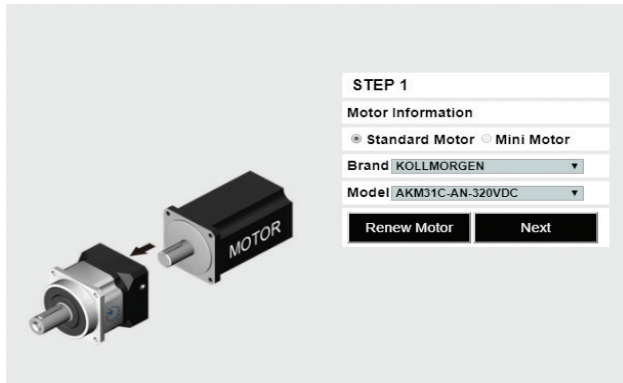 STEP 1
Motor Information
Standard Motor Mini Motor
Brand KOLLMORGEN
Model AKM31C-AN-320VDC
Renew Motor Next
MOTOR